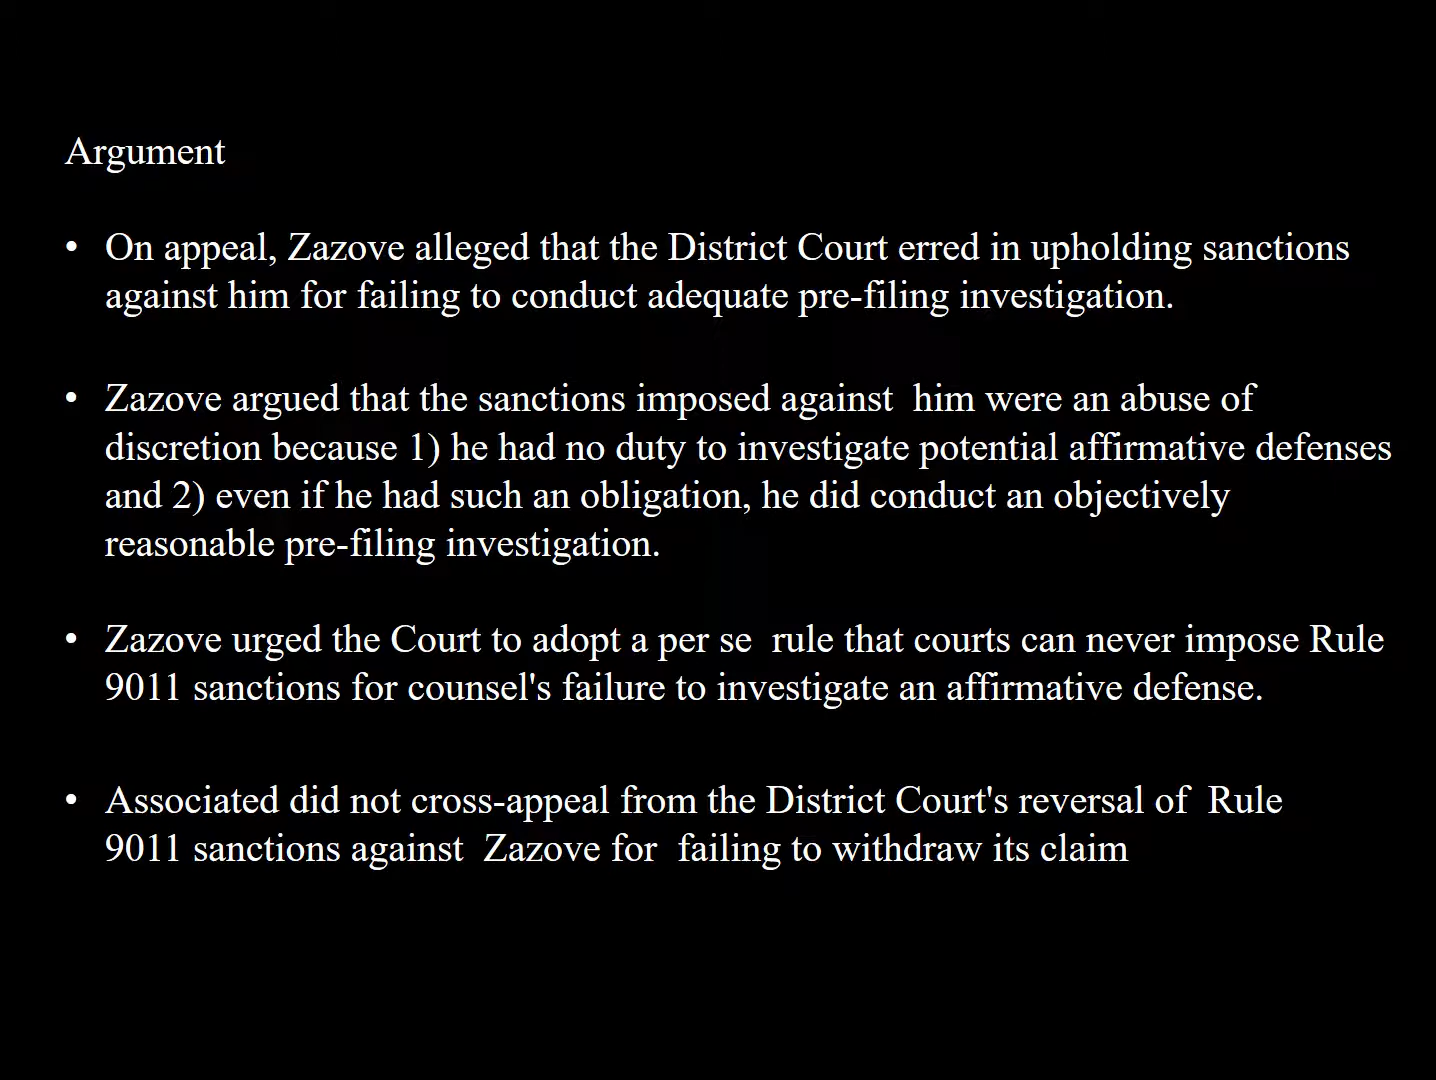 Argument
• On appeal, Zazove alleged that the District Court erred in upholding sanctions
against him for failing to conduct adequate pre-filing investigation.
• Zazove argued that the sanctions imposed against  him were an abuse of
discretion because 1) he had no duty to investigate potential affirmative defenses
and 2) even if he had such an obligation, he did conduct an objectively
reasonable pre-filing investigation.
• Zazove urged the Court to adopt a per se  rule that courts can never impose Rule
9011 sanctions for counsel's failure to investigate an affirmative defense.
• Associated did not cross-appeal from the District Court's reversal of  Rule
9011 sanctions against  Zazove for  failing to withdraw its claim